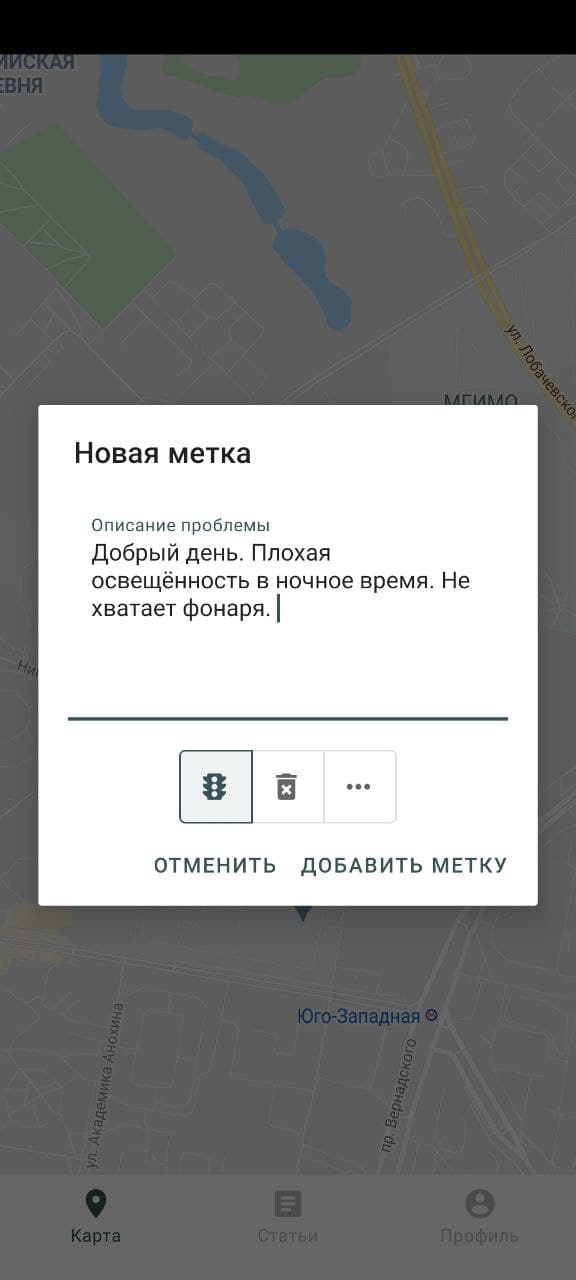 ИЙСКАЯ
ЕВНЯ
ул. Лобачевско
МГИМО
Новая метка
Описание проблемы
Добрый день. Плохая
освещённость в ночное время. Не
хватает фонаря.
Ни
ОТМЕНИТЬ ДОБАВИТЬ МЕТКУ
Юго-Западная
ул. Академика Анохина
пр. Вернадского
Карта Статьи Профиль